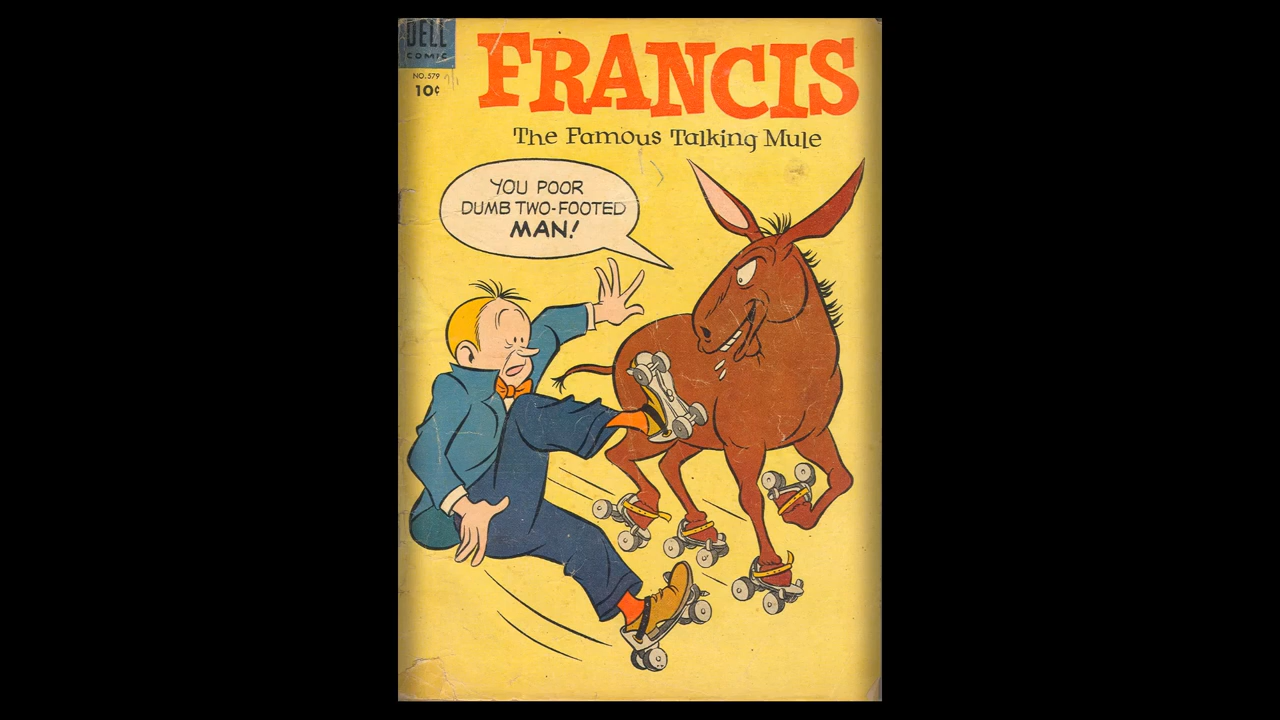 DELL
COMIC
NO. 579
10¢
FRANCIS
The Famous Talking Mule
YOU POOR
DUMB TWO-FOOTED
MAN!